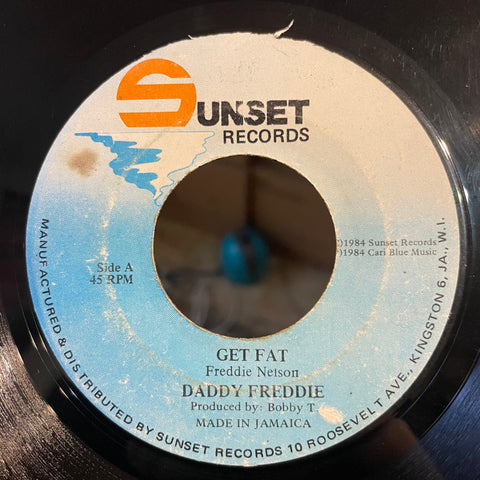 SUNSET
RECORDS
Side A
45 RPM
©1984 Sunset Records
℗1984 Cari Blue Music
GET FAT
Freddie Nelson
DADDY FREDDIE
Produced by: Bobby T
MADE IN JAMAICA
MANUFACTURED & DISTRIBUTED BY SUNSET RECORDS 10 ROOSEVELT AVE., KINGSTON 6, JA., W.I.